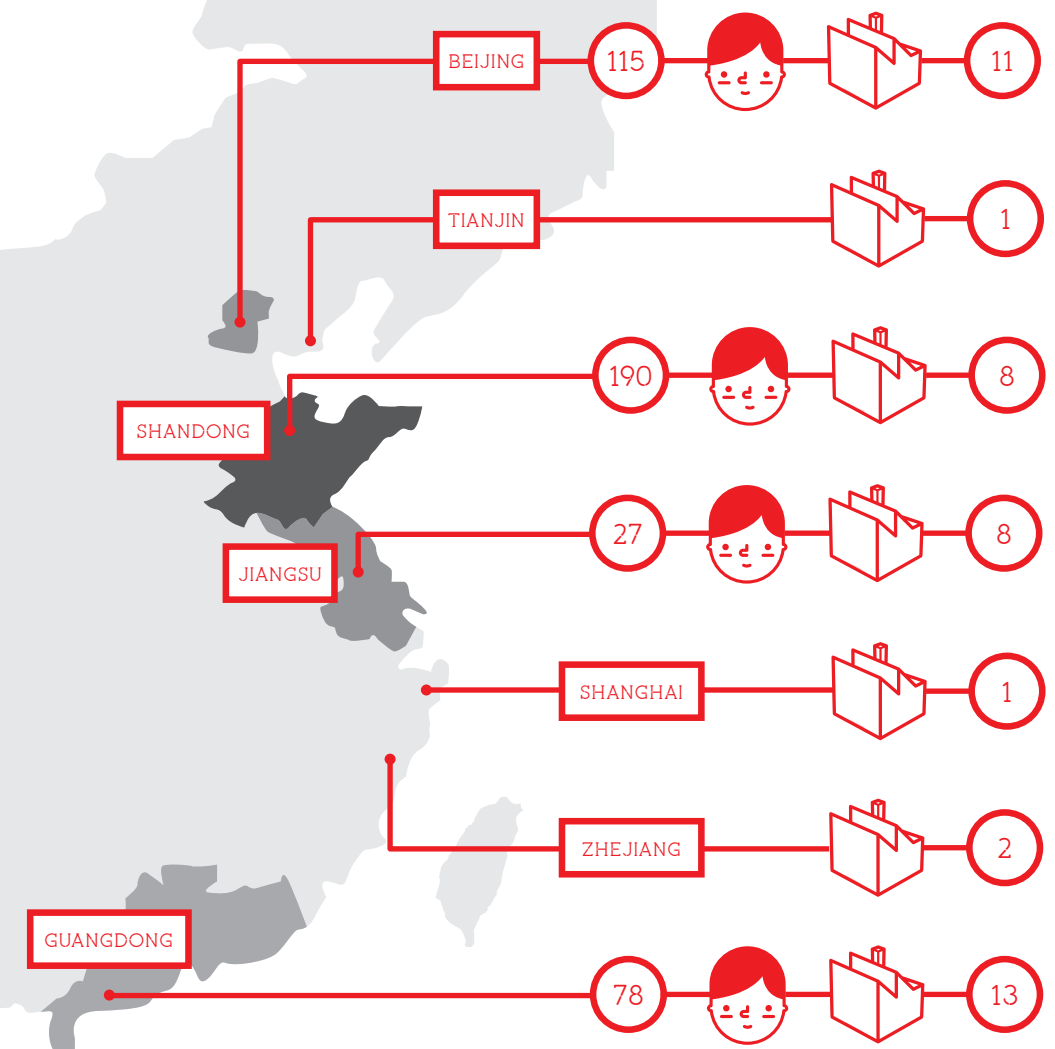 BEIJING
115
11
TIANJIN
1
190
8
SHANDONG
27
8
JIANGSU
SHANGHAI
1
ZHEJIANG
2
GUANGDONG
78
13